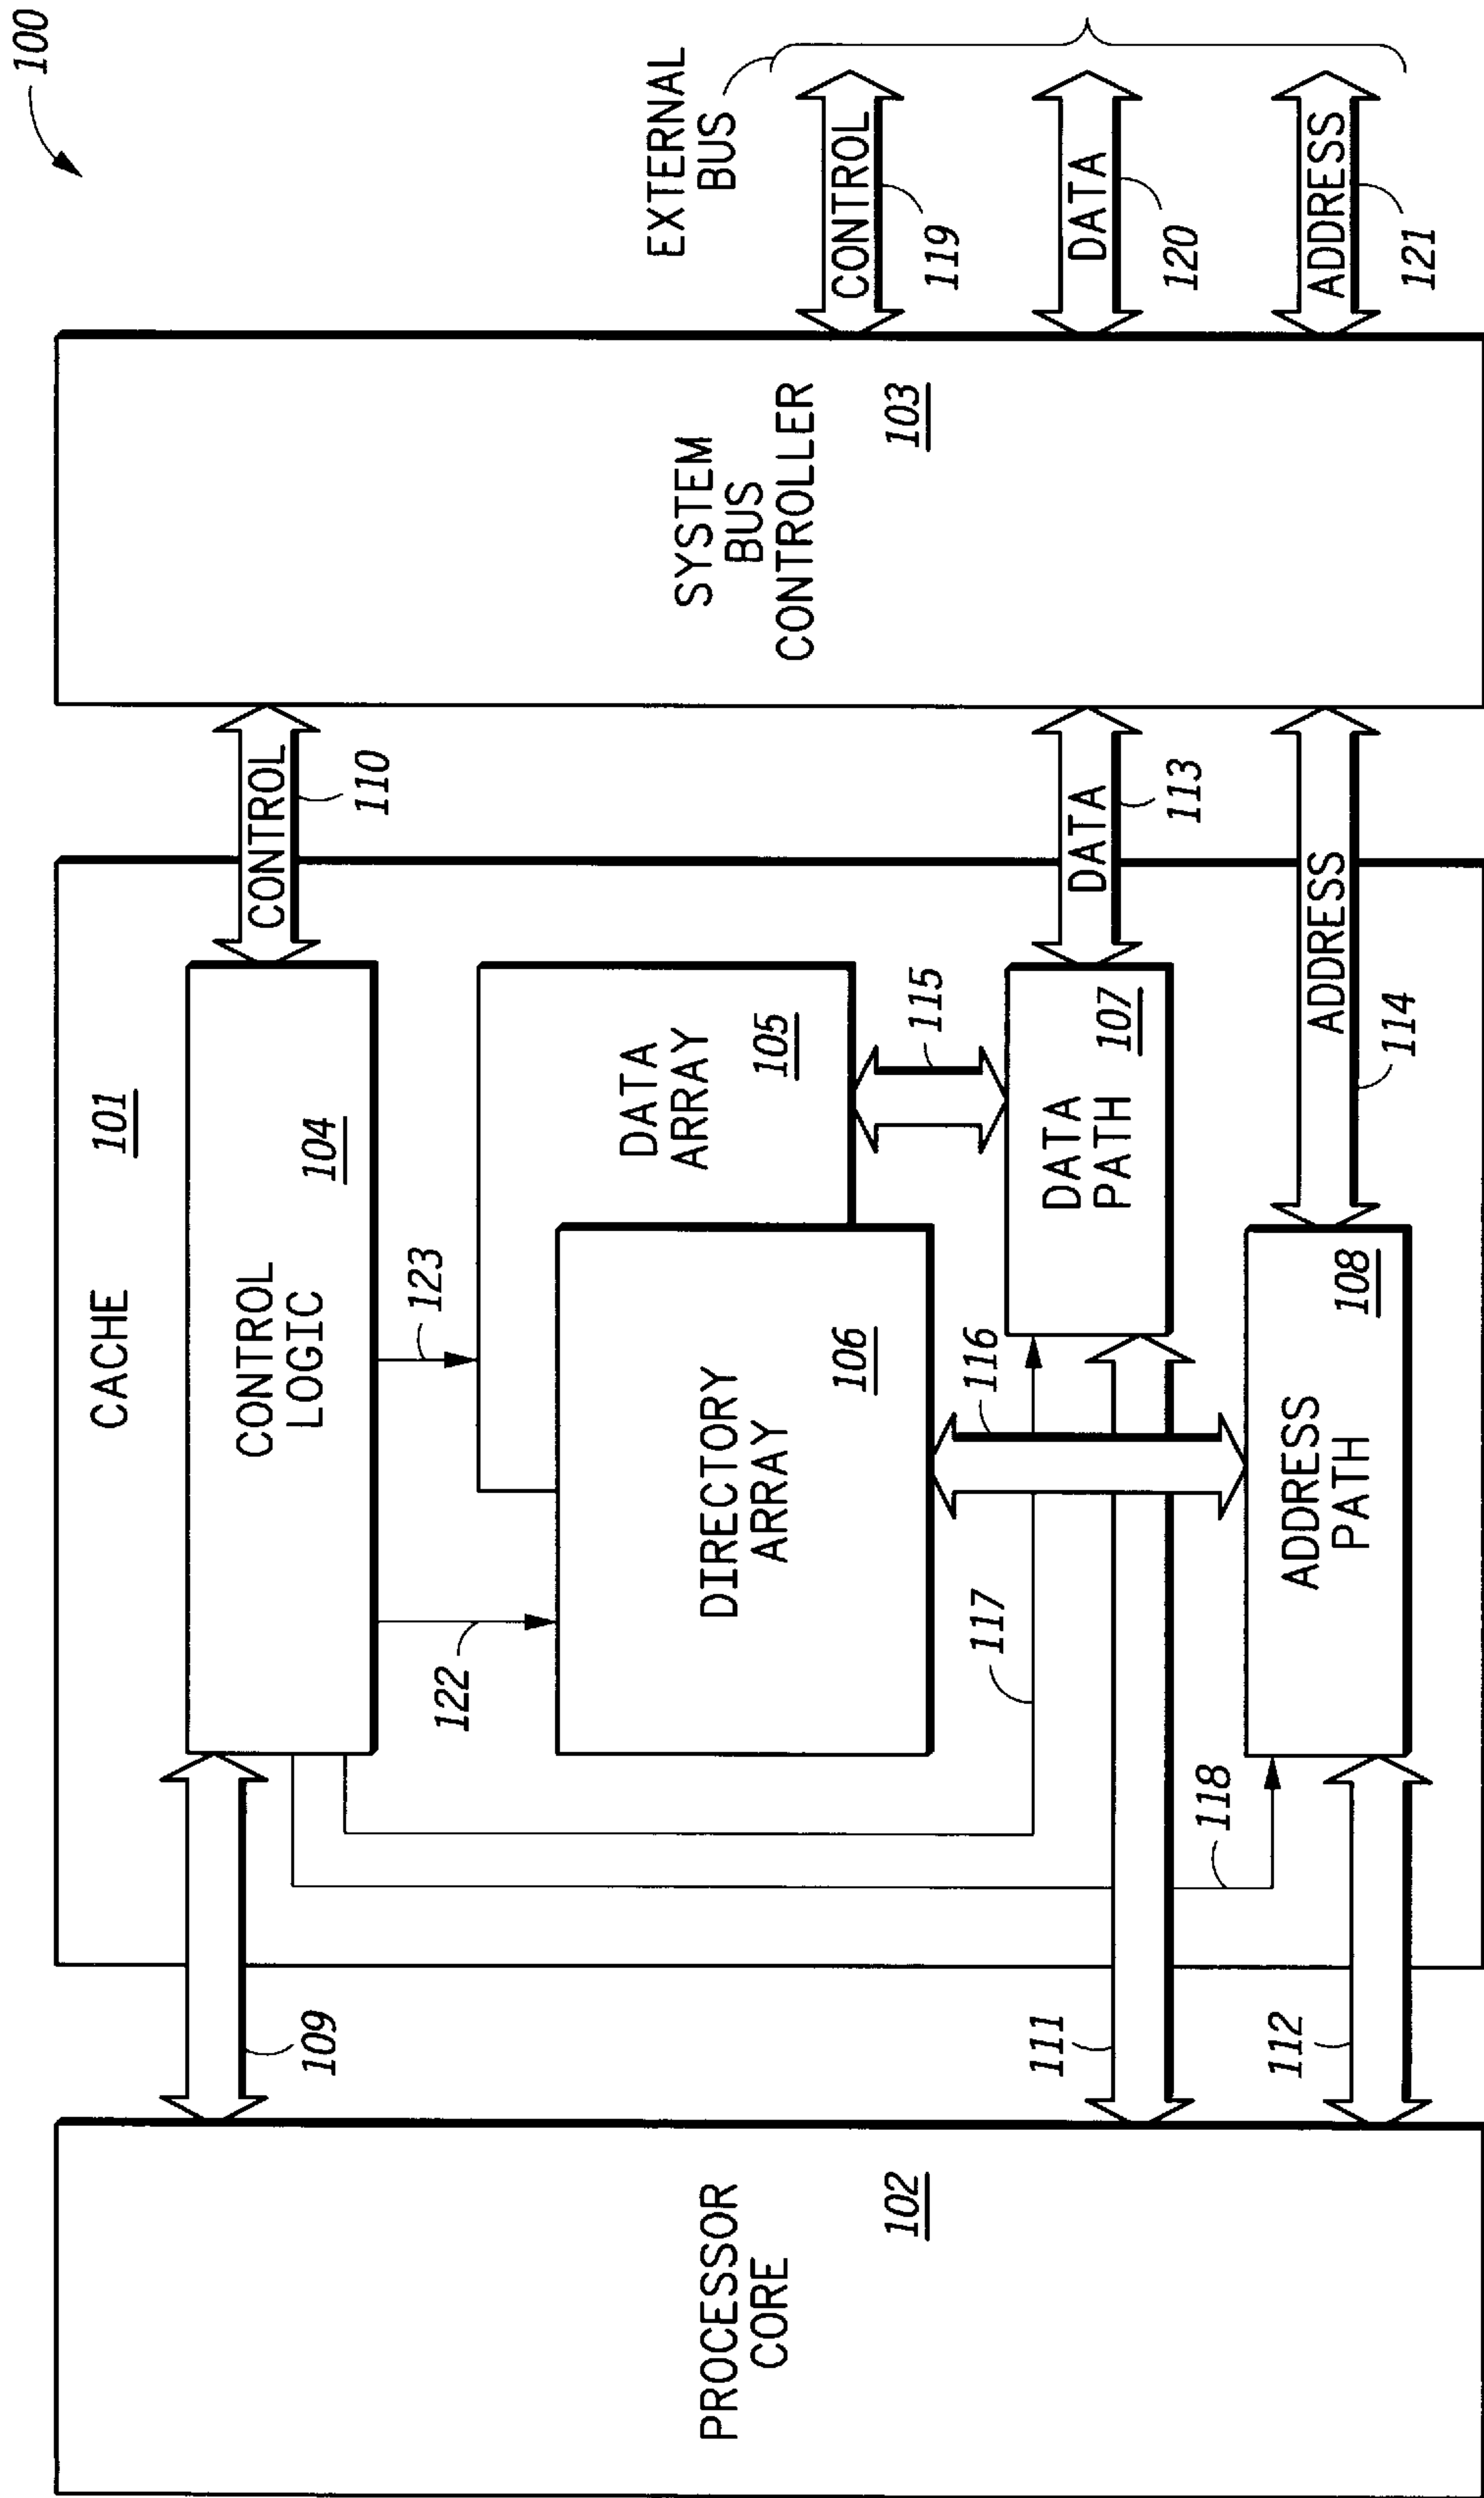 100
EXTERNAL
BUS
CONTROL
119
DATA
120
ADDRESS
121
SYSTEM
BUS
CONTROLLER
103
CONTROL
110
DATA
113
ADDRESS
114
CACHE
101
CONTROL
LOGIC
104
123
122
DATA
ARRAY
105
DIRECTORY
ARRAY
106
115
116
DATA
PATH
107
117
ADDRESS
PATH
108
118
109
111
112
PROCESSOR
CORE
102